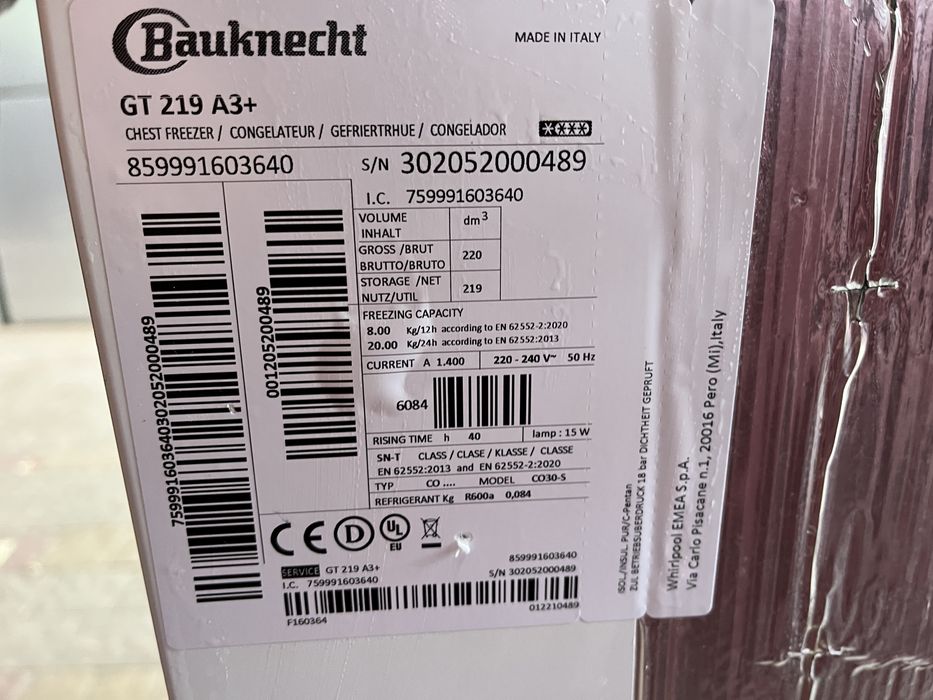 Bauknecht
MADE IN ITALY
GT 219 A3+
CHEST FREEZER / CONGELATEUR / GEFRIERTRHUE / CONGELADOR
859991603640 S/N 302052000489
I.C. 759991603640
VOLUME dm³
INHALT
GROSS /BRUT 220
BRUTTO/BRUTO
STORAGE /NET 219
NUTZ/UTIL
FREEZING CAPACITY
8.00 Kg/12h according to EN 62552-2:2020
20.00 Kg/24h according to EN 62552:2013
CURRENT A 1.400 220 - 240 V~ 50 Hz
6084
RISING TIME h 40 lamp : 15 W
SN-T CLASS / CLASE / KLASSE / CLASSE
EN 62552:2013 and EN 62552-2:2020
TYP CO .... MODEL CO30-S
REFRIGERANT Kg R600a 0,084
759991603640302052000489
001205200489
CE D UL EU
SERVICE GT 219 A3+ 859991603640
I.C. 759991603640 S/N 302052000489
F160364 012210489
ISOL./INSUL. PUR/C-Pentan
ZUL BETRIEBSUBERDRUCK 18 bar DICHTHEIT GEPRUFT
Whirlpool EMEA S.p.A.
Via Carlo Pisacane n.1, 20016 Pero (Mi),Italy